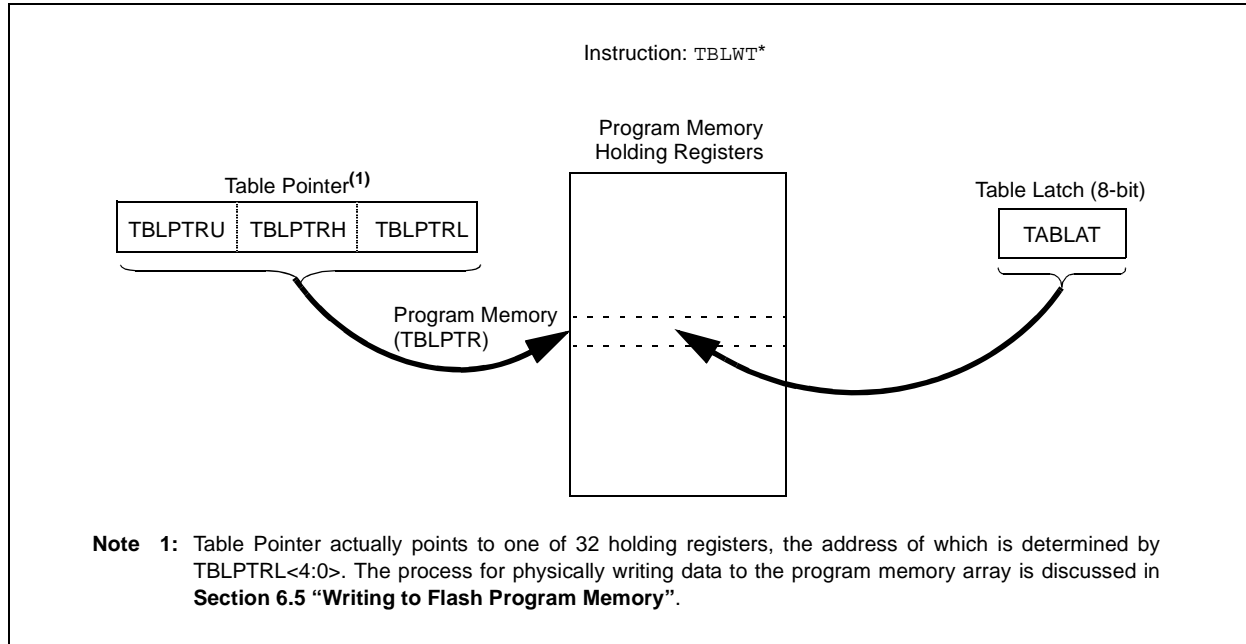 Instruction: TBLWT*
Program Memory
Holding Registers
Table Pointer(1)
Table Latch (8-bit)
TBLPTRU TBLPTRH TBLPTRL
TABLAT
Program Memory
(TBLPTR)
Note 1: Table Pointer actually points to one of 32 holding registers, the address of which is determined by
TBLPTRL<4:0>. The process for physically writing data to the program memory array is discussed in
Section 6.5 “Writing to Flash Program Memory”.